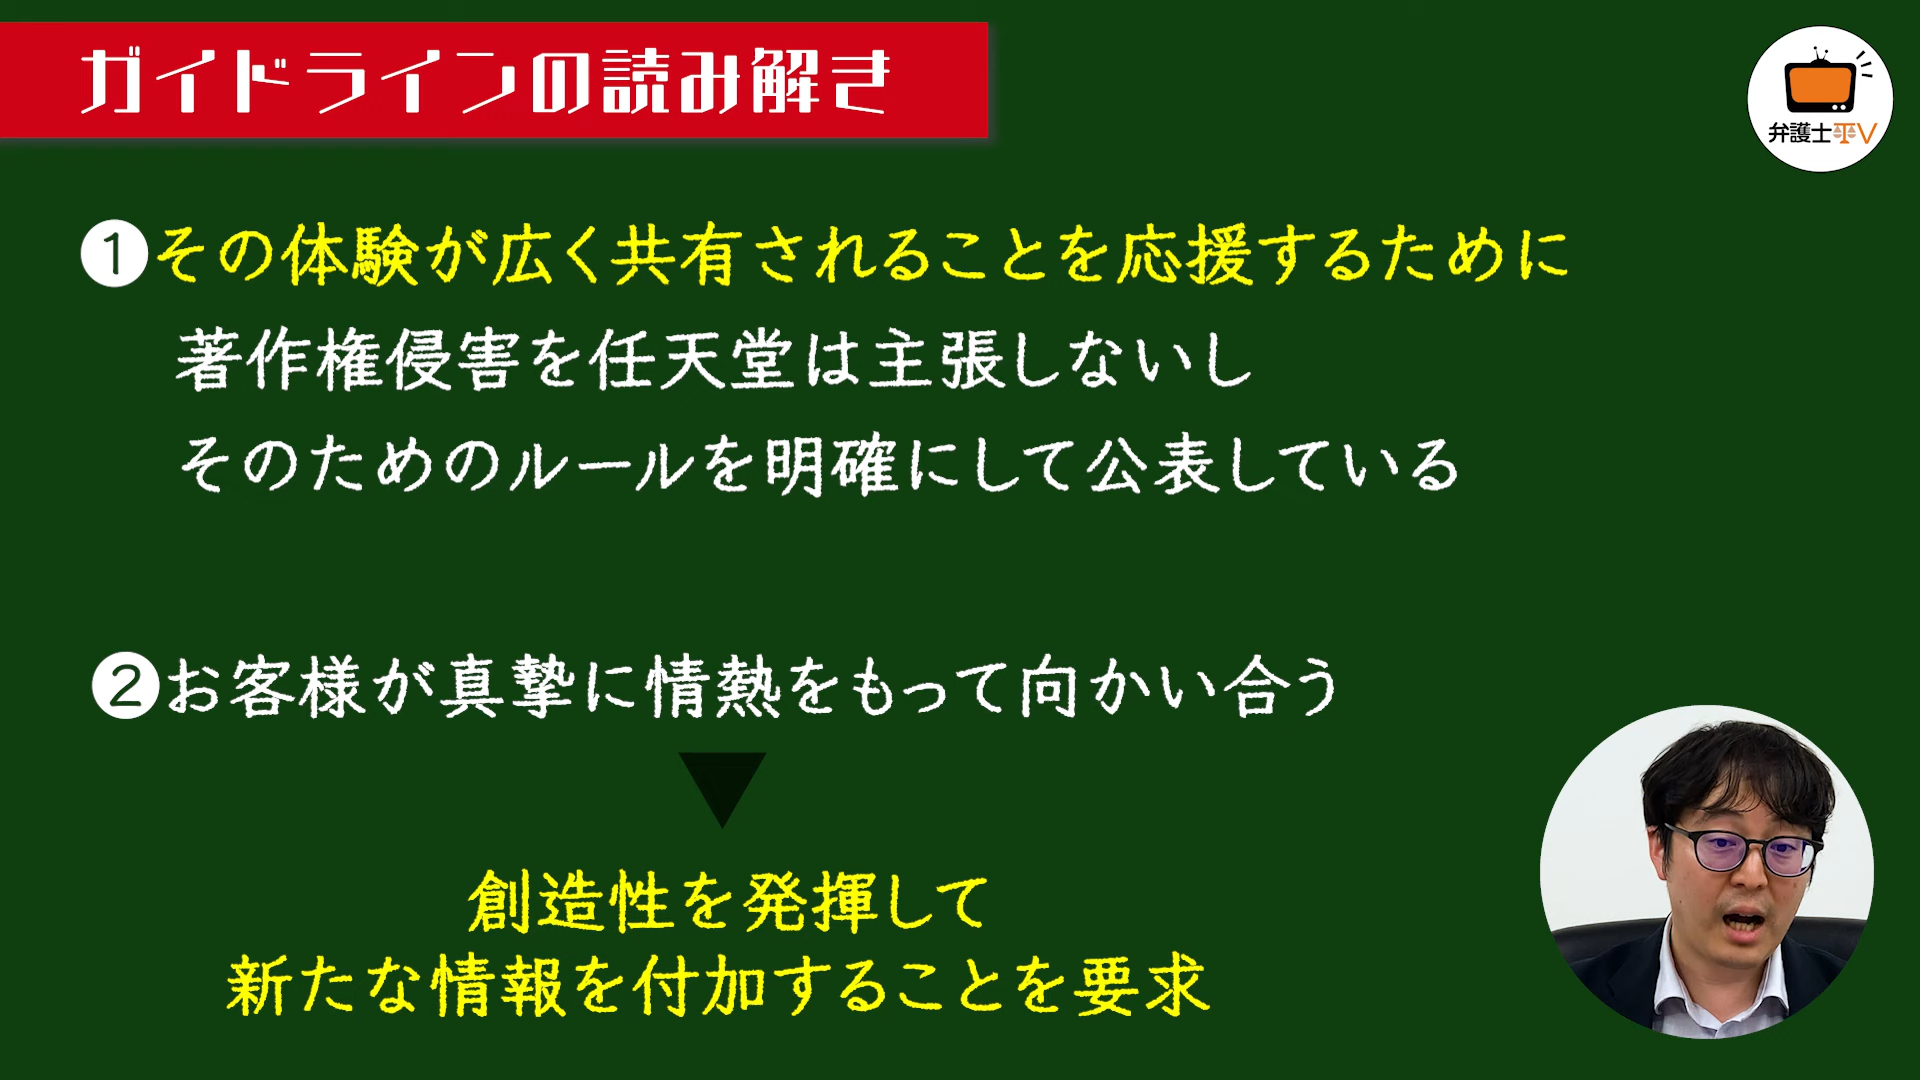 ガイドラインの読み解き
弁護士平V
❶その体験が広く共有されることを応援するために
著作権侵害を任天堂は主張しないし
そのためのルールを明確にして公表している
❷お客様が真摯に情熱をもって向かい合う
創造性を発揮して
新たな情報を付加することを要求